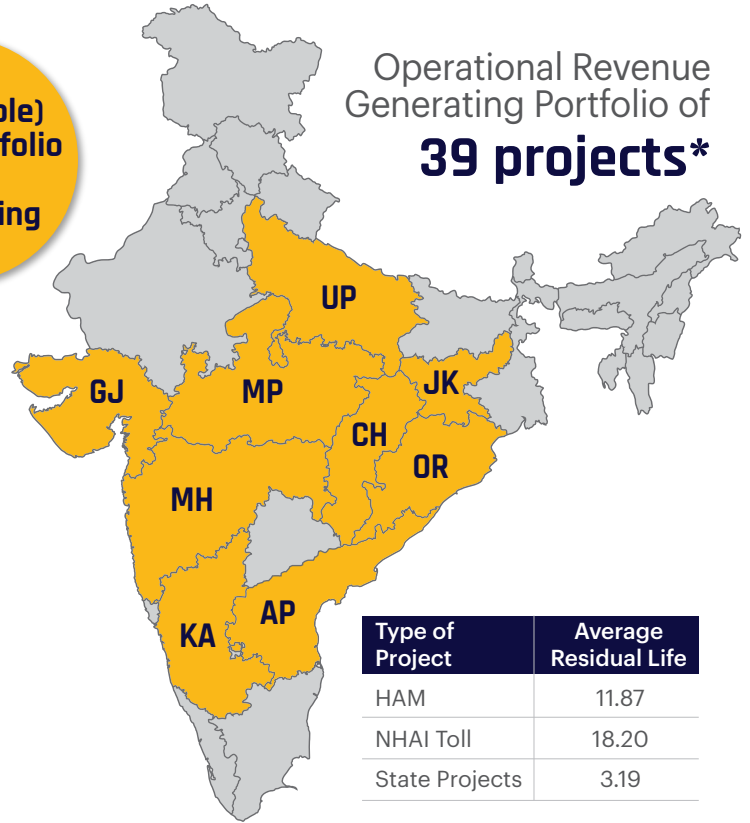 folio
ing
Operational Revenue
Generating Portfolio of
39 projects*
UP
GJ
MP
JK
CH
OR
MH
AP
KA
Type of Project | Average Residual Life
HAM | 11.87
NHAI Toll | 18.20
State Projects | 3.19